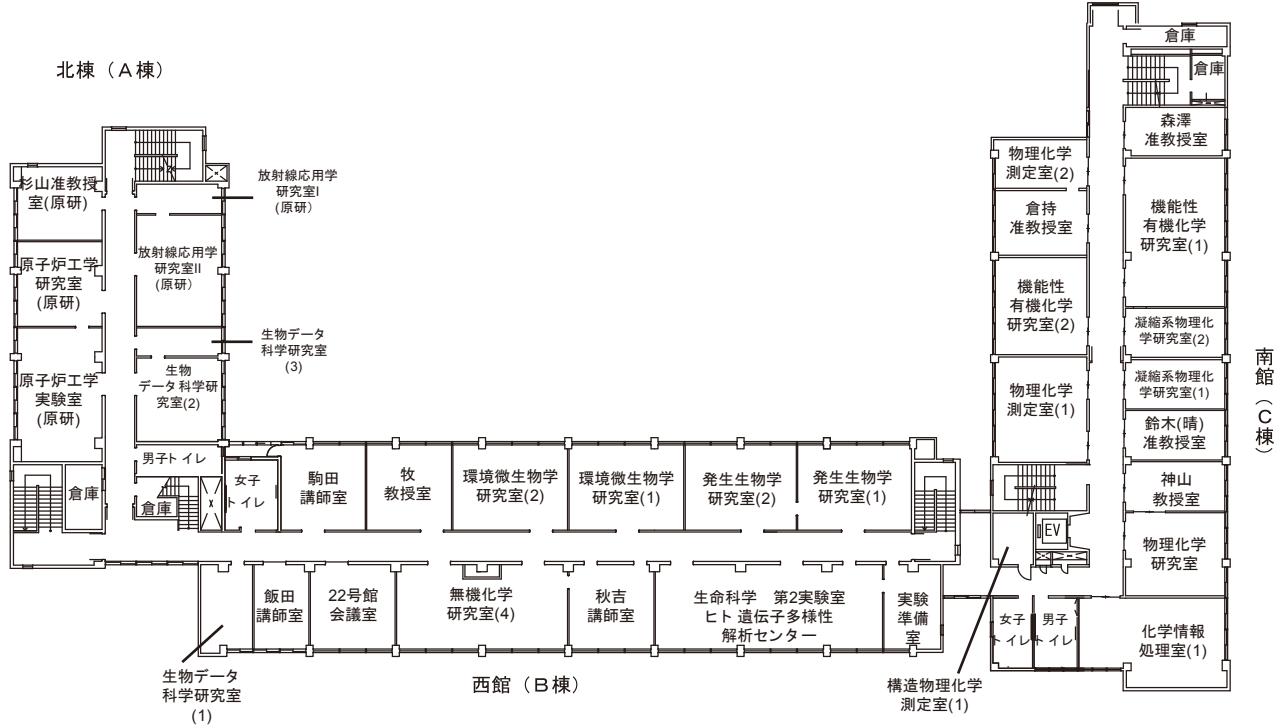 北棟（A棟）
杉山准教授
室(原研)
放射線応用学
研究室I
(原研）
放射線応用学
研究室II
(原研）
原子炉工学
研究室
(原研)
生物データ
科学研究室
(3)
生物
データ科学研
究室(2)
原子炉工学
実験室
(原研)
男子トイレ
倉庫
倉庫
女子
トイレ
駒田
講師室
牧
教授室
環境微生物学
研究室(2)
環境微生物学
研究室(1)
発生生物学
研究室(2)
発生生物学
研究室(1)
飯田
講師室
22号館
会議室
無機化学
研究室(4)
秋吉
講師室
生命科学　第2実験室
ヒト遺伝子多様性
解析センター
実験
準備
室
生物データ
科学研究室
(1)
西館（B棟）
倉庫
倉庫
森澤
准教授室
物理化学
測定室(2)
倉持
准教授室
機能性
有機化学
研究室(1)
機能性
有機化学
研究室(2)
凝縮系物理化
学研究室(2)
物理化学
測定室(1)
凝縮系物理化
学研究室(1)
鈴木(晴)
准教授室
神山
教授室
EV
物理化学
研究室
女子
トイレ
男子
トイレ
化学情報
処理室(1)
構造物理化学
測定室(1)
南館（C棟）